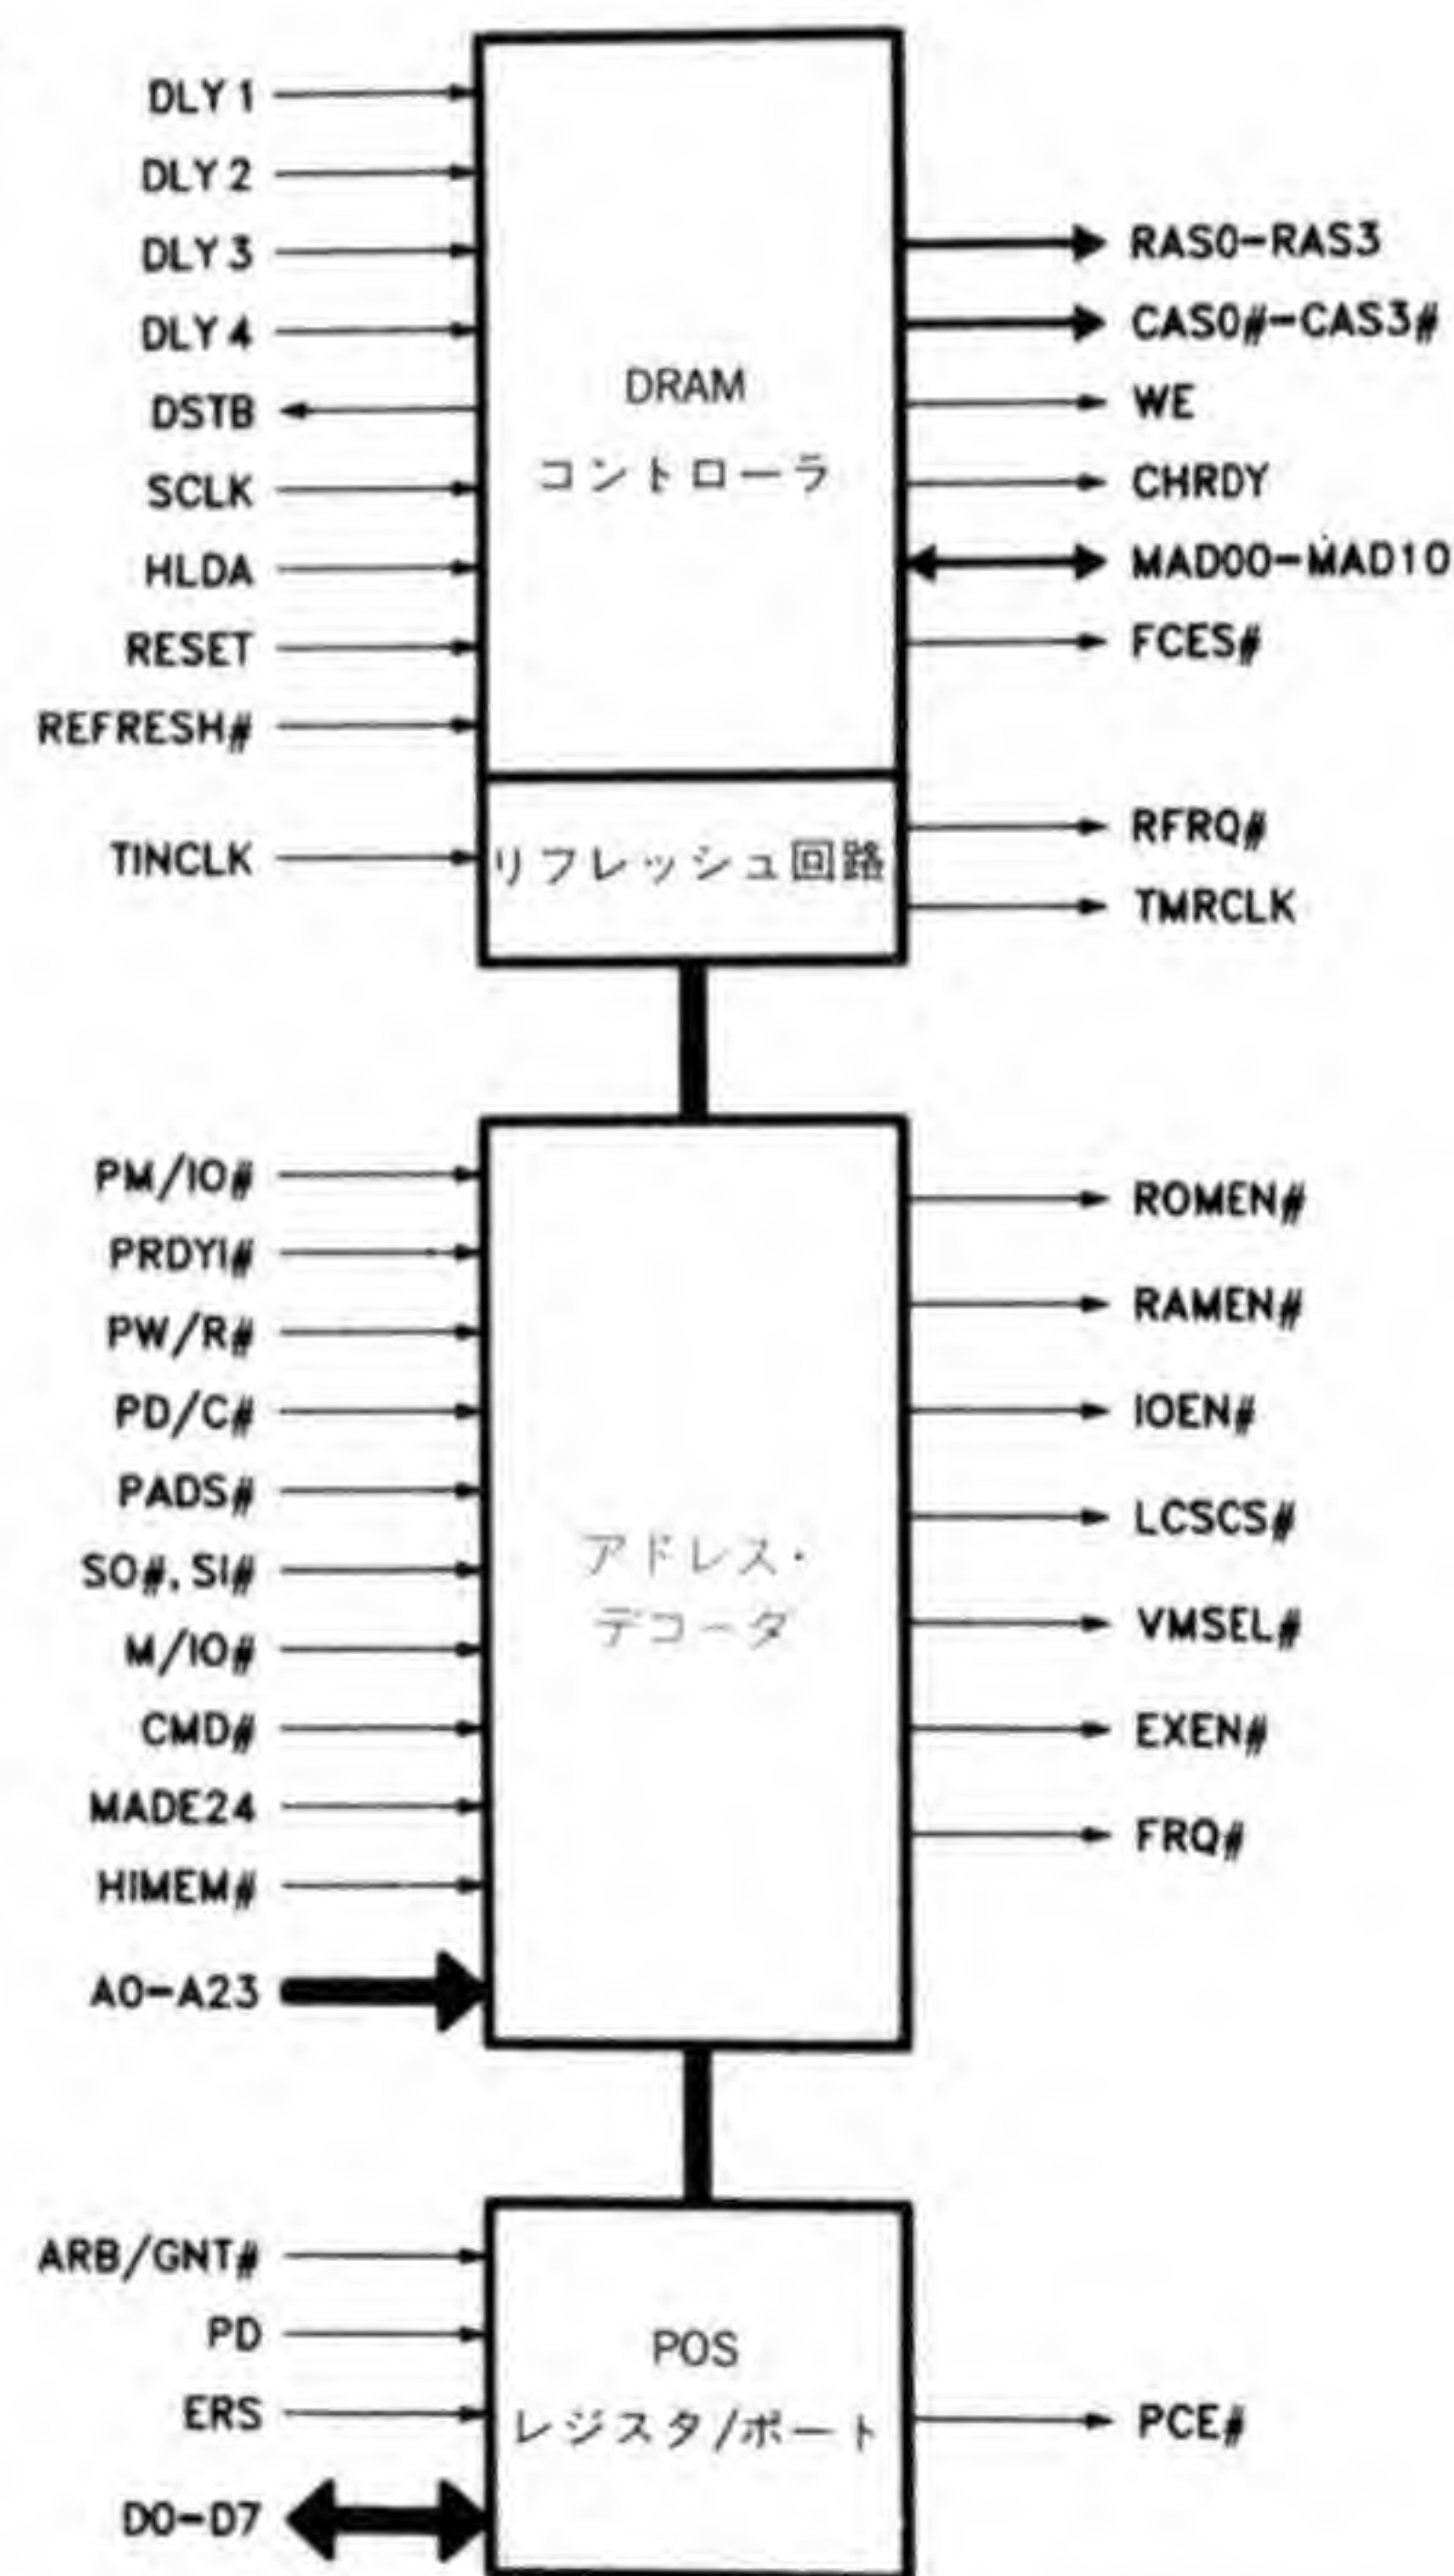 DLY1
DLY2
DLY3
DLY4
DSTB
SCLK
HLDA
RESET
REFRESH#
TINCLK
DRAM
コントローラ
リフレッシュ回路
RAS0-RAS3
CAS0#-CAS3#
WE
CHRDY
MAD00-MAD10
FCES#
RFRQ#
TMRCLK
PM/IO#
PRDYI#
PW/R#
PD/C#
PADS#
S0#, S1#
M/IO#
CMD#
MADE24
HIMEM#
A0-A23
アドレス・
デコーダ
ROMEN#
RAMEN#
IOEN#
LCSCS#
VMSEL#
EXEN#
FRQ#
ARB/GNT#
PD
ERS
D0-D7
POS
レジスタ/ポート
PCE#